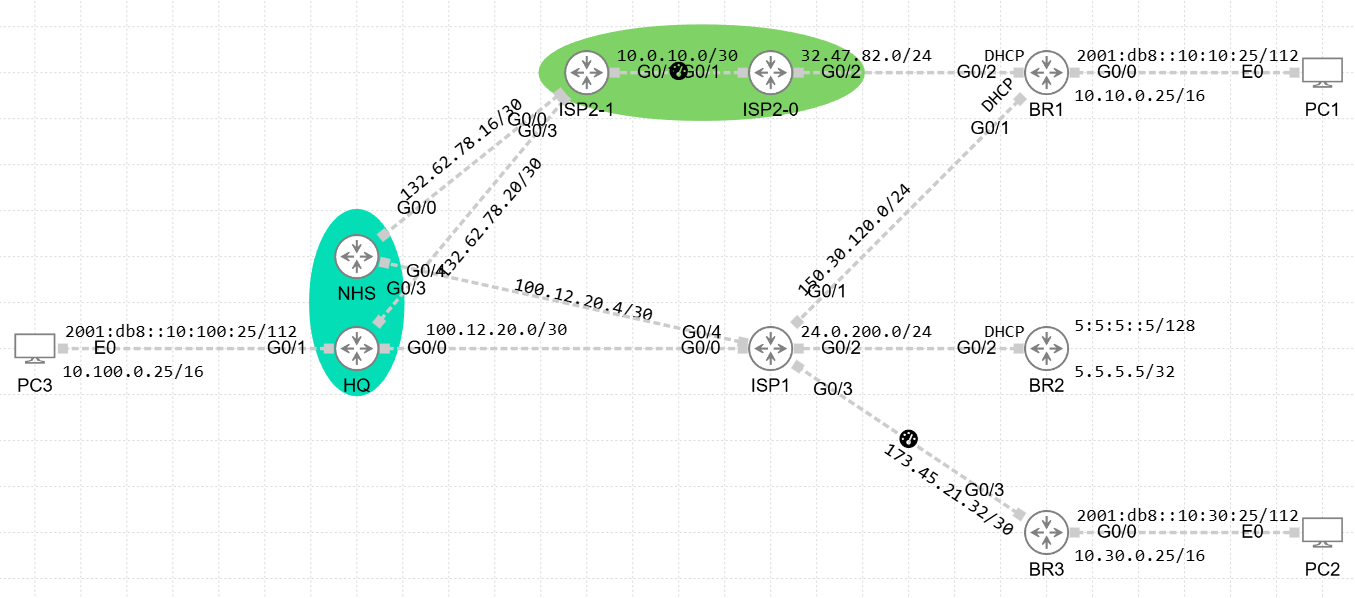 10.0.10.0/30
32.47.82.0/24
DHCP
2001:db8::10:10:25/112
G0/1
G0/1
G0/2
G0/2
G0/0
E0
ISP2-1
ISP2-0
BR1
10.10.0.25/16
PC1
DHCP
G0/1
132.62.78.16/30
G0/0
G0/3
132.62.78.20/30
G0/0
G0/4
NHS
G0/3
100.12.20.4/30
150.30.120.0/24
G0/1
2001:db8::10:100:25/112
E0
G0/1
PC3
10.100.0.25/16
HQ
100.12.20.0/30
G0/0
G0/4
G0/0
ISP1
24.0.200.0/24
G0/2
DHCP
G0/2
5:5:5::5/128
BR2
5.5.5.5/32
G0/3
173.45.21.32/30
G0/3
2001:db8::10:30:25/112
G0/0
E0
BR3
10.30.0.25/16
PC2